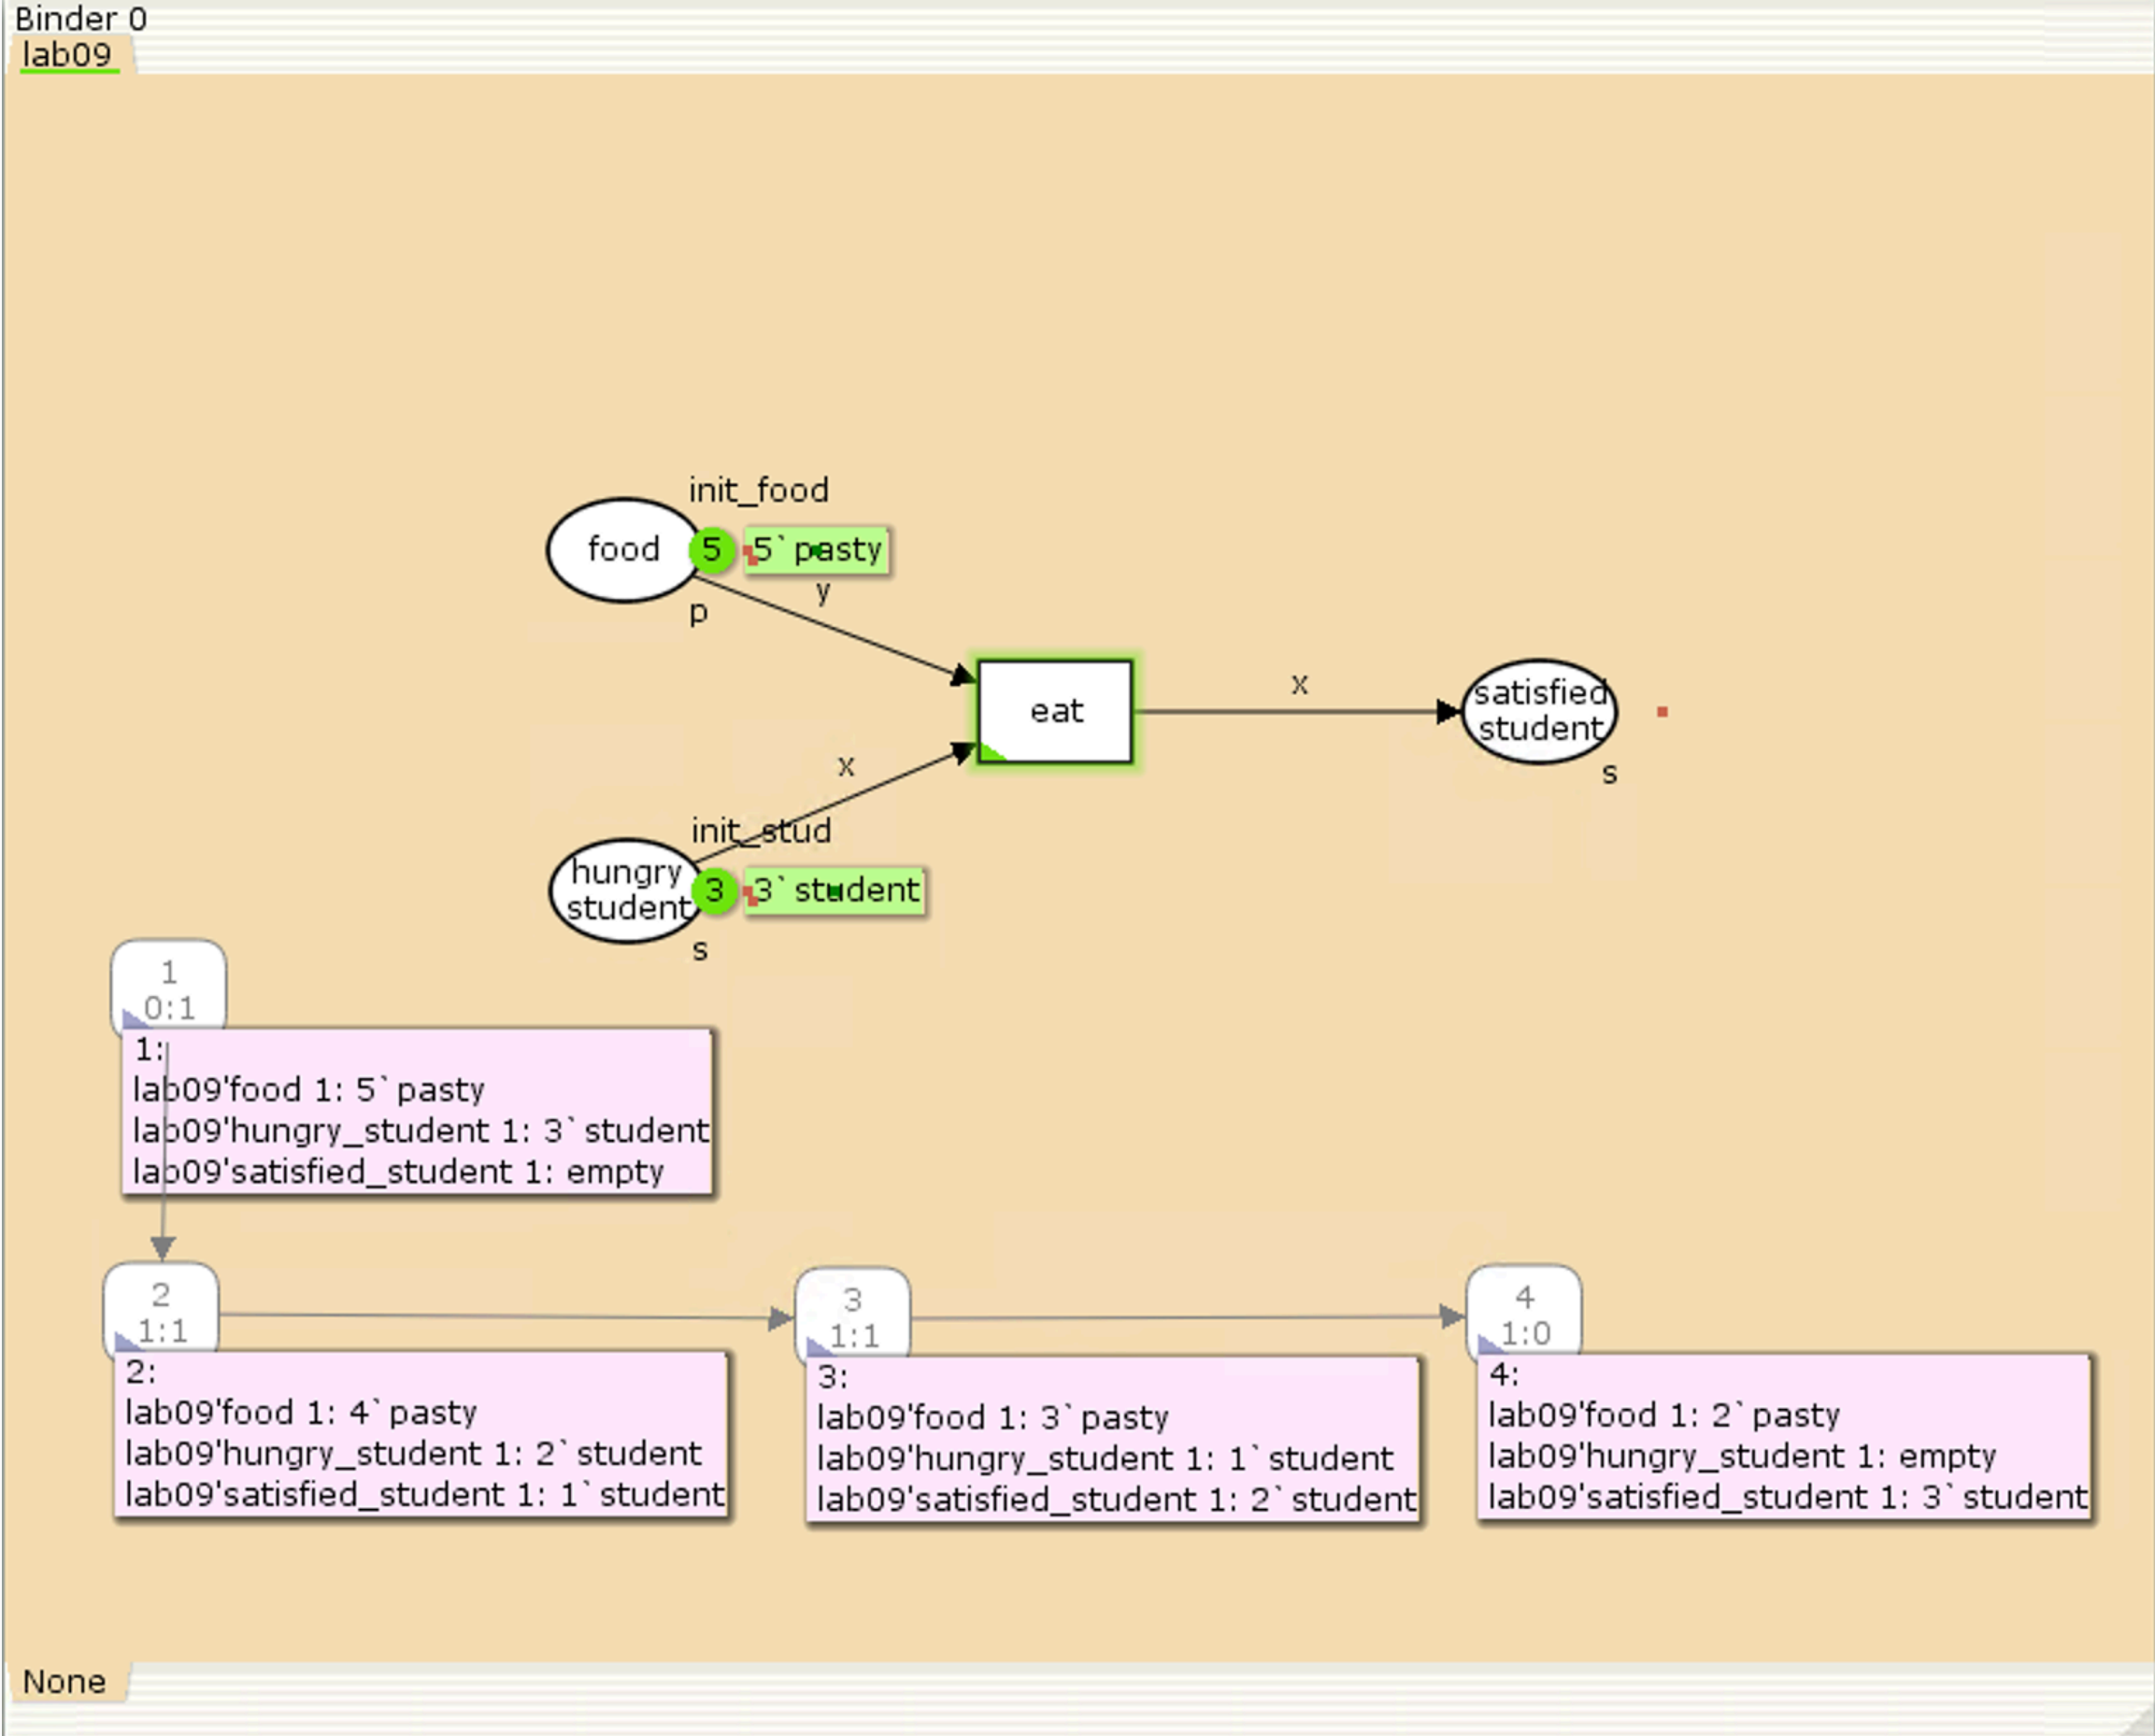 Binder 0
lab09
init_food
food
5
5`pasty
y
p
eat
x
satisfied
student
s
x
init_stud
hungry
student
3
3`student
s
1
0:1
1:
lab09'food 1: 5`pasty
lab09'hungry_student 1: 3`student
lab09'satisfied_student 1: empty
2
1:1
2:
lab09'food 1: 4`pasty
lab09'hungry_student 1: 2`student
lab09'satisfied_student 1: 1`student
3
1:1
3:
lab09'food 1: 3`pasty
lab09'hungry_student 1: 1`student
lab09'satisfied_student 1: 2`student
4
1:0
4:
lab09'food 1: 2`pasty
lab09'hungry_student 1: empty
lab09'satisfied_student 1: 3`student
None